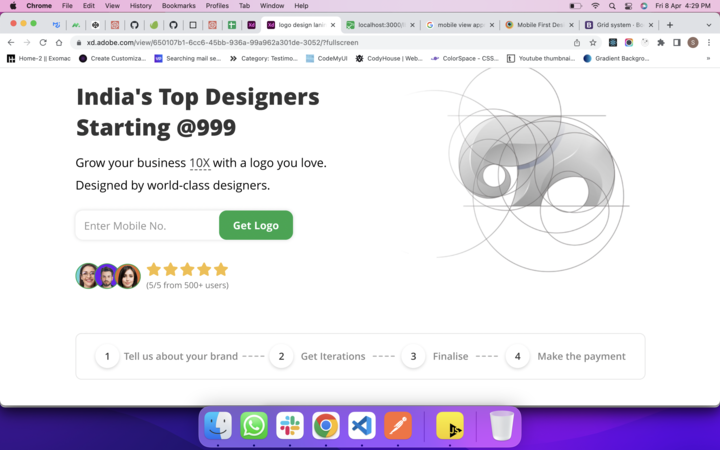 Chrome File Edit View History Bookmarks Profiles Tab Window Help Fri 8 Apr 4:29 PM
logo design lan
localhost:3000/
mobile view app
Mobile First De
Grid system · B
xd.adobe.com/view/650107b1-6cc6-45bb-936a-99a962a301de-3052/?fullscreen
Home-2 || Exomac Create Customiza... Searching mail se... Category: Testimo... CodeMyUI CodyHouse | Web... ColorSpace - CSS... Youtube thumbnai... Gradient Backgro...
India's Top Designers
Starting @999
Grow your business 10X with a logo you love.
Designed by world-class designers.
Enter Mobile No. Get Logo
(5/5 from 500+ users)
1 Tell us about your brand 2 Get Iterations 3 Finalise 4 Make the payment